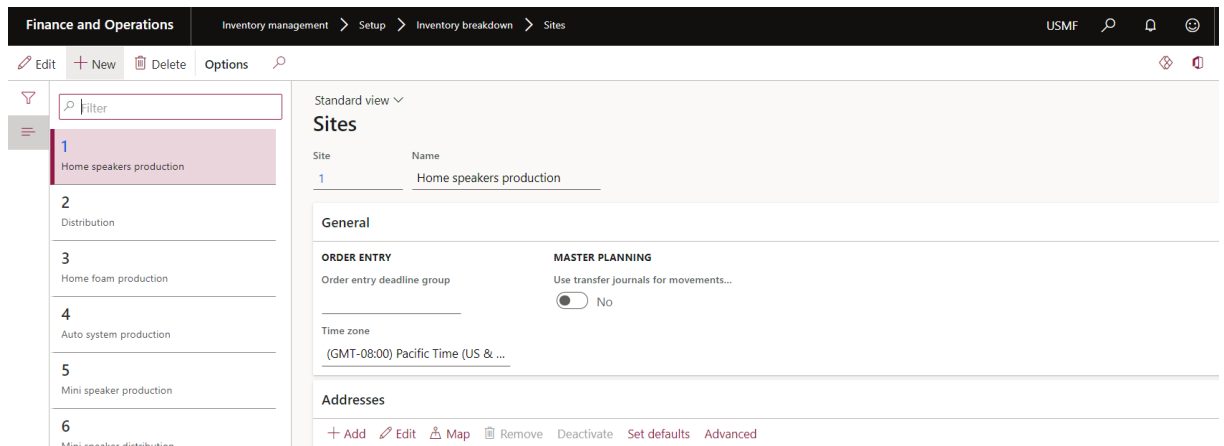 Finance and Operations Inventory management > Setup > Inventory breakdown > Sites USMF
Edit + New Delete Options
Filter
1
Home speakers production
2
Distribution
3
Home foam production
4
Auto system production
5
Mini speaker production
6
Mini speaker distribution
Standard view
Sites
Site Name
1 Home speakers production
General
ORDER ENTRY MASTER PLANNING
Order entry deadline group Use transfer journals for movements...
No
Time zone
(GMT-08:00) Pacific Time (US & ...
Addresses
+ Add Edit Map Remove Deactivate Set defaults Advanced